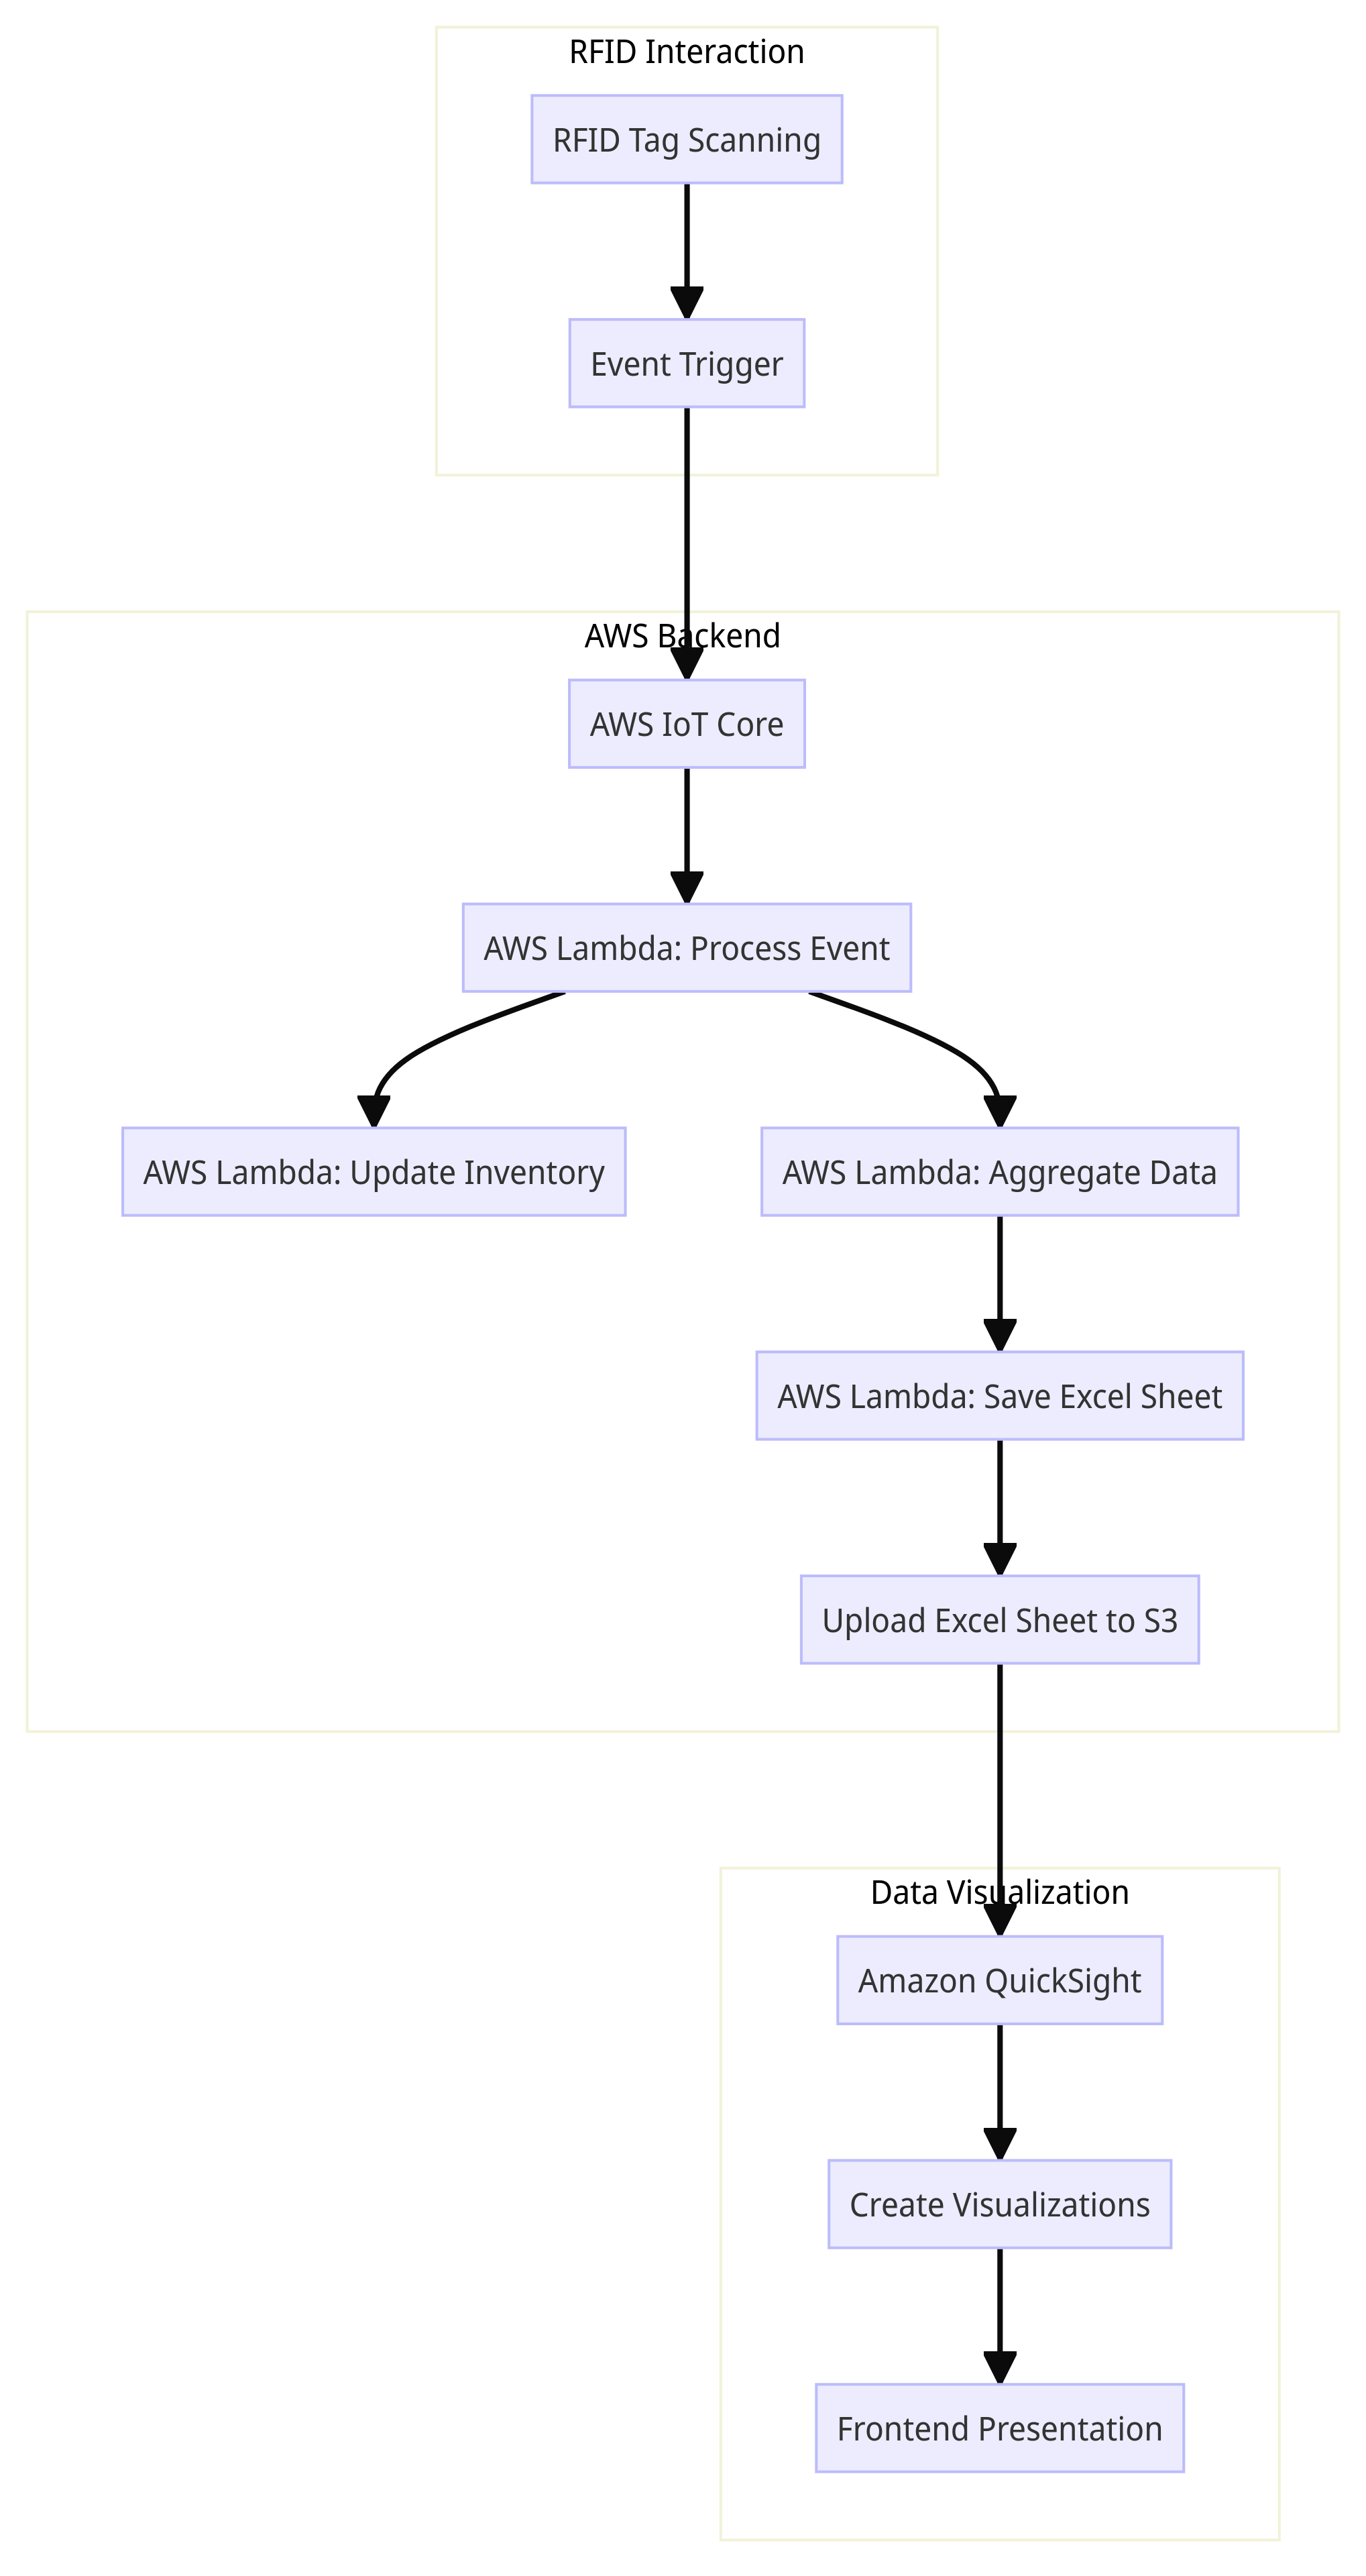 RFID Interaction
RFID Tag Scanning
Event Trigger
AWS Backend
AWS IoT Core
AWS Lambda: Process Event
AWS Lambda: Update Inventory
AWS Lambda: Aggregate Data
AWS Lambda: Save Excel Sheet
Upload Excel Sheet to S3
Data Visualization
Amazon QuickSight
Create Visualizations
Frontend Presentation